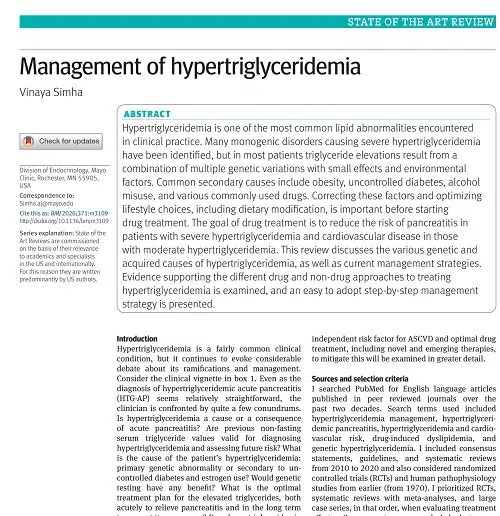 STATE OF THE ART REVIEW
Management of hypertriglyceridemia
Vinaya Simha
Check for updates
Division of Endocrinology, Mayo
Clinic, Rochester, MN 55905,
USA
Correspondence to:
Simha.aj@mayo.edu
Cite this as: BMJ 2020;371:m3109
http://dx.doi.org/10.1136/bmj.m3109
Series explanation: State of the
Art Reviews are commissioned
on the basis of their relevance
to academics and specialists
in the US and internationally.
For this reason they are written
predominantly by US authors.
ABSTRACT
Hypertriglyceridemia is one of the most common lipid abnormalities encountered
in clinical practice. Many monogenic disorders causing severe hypertriglyceridemia
have been identified, but in most patients triglyceride elevations result from a
combination of multiple genetic variations with small effects and environmental
factors. Common secondary causes include obesity, uncontrolled diabetes, alcohol
misuse, and various commonly used drugs. Correcting these factors and optimizing
lifestyle choices, including dietary modification, is important before starting
drug treatment. The goal of drug treatment is to reduce the risk of pancreatitis in
patients with severe hypertriglyceridemia and cardiovascular disease in those
with moderate hypertriglyceridemia. This review discusses the various genetic and
acquired causes of hypertriglyceridemia, as well as current management strategies.
Evidence supporting the different drug and non-drug approaches to treating
hypertriglyceridemia is examined, and an easy to adopt step-by-step management
strategy is presented.
Introduction
Hypertriglyceridemia is a fairly common clinical
condition, but it continues to evoke considerable
debate about its ramifications and management.
Consider the clinical vignette in box 1. Even as the
diagnosis of hypertriglyceridemic acute pancreatitis
(HTG-AP) seems relatively straightforward, the
clinician is confronted by quite a few conundrums.
Is hypertriglyceridemia a cause or a consequence
of acute pancreatitis? Are previous non-fasting
serum triglyceride values valid for diagnosing
hypertriglyceridemia and assessing future risk? What
is the cause of the patient's hypertriglyceridemia:
primary genetic abnormality or secondary to un-
controlled diabetes and estrogen use? Would genetic
testing have any benefit? What is the optimal
treatment plan for the elevated triglycerides, both
acutely to relieve pancreatitis and in the long term
independent risk factor for ASCVD and optimal drug
treatment, including novel and emerging therapies,
to mitigate this will be examined in greater detail.
Sources and selection criteria
I searched PubMed for English language articles
published in peer reviewed journals over the
past two decades. Search terms used included
hypertriglyceridemia management, hypertriglyceri-
demic pancreatitis, hypertriglyceridemia and cardio-
vascular risk, drug-induced dyslipidemia, and
genetic hypertriglyceridemia. I included consensus
statements, guidelines, and systematic reviews
from 2010 to 2020 and also considered randomized
controlled trials (RCTs) and human pathophysiology
studies from earlier (from 1970). I prioritized RCTs,
systematic reviews with meta-analyses, and large
case series, in that order, when evaluating treatment